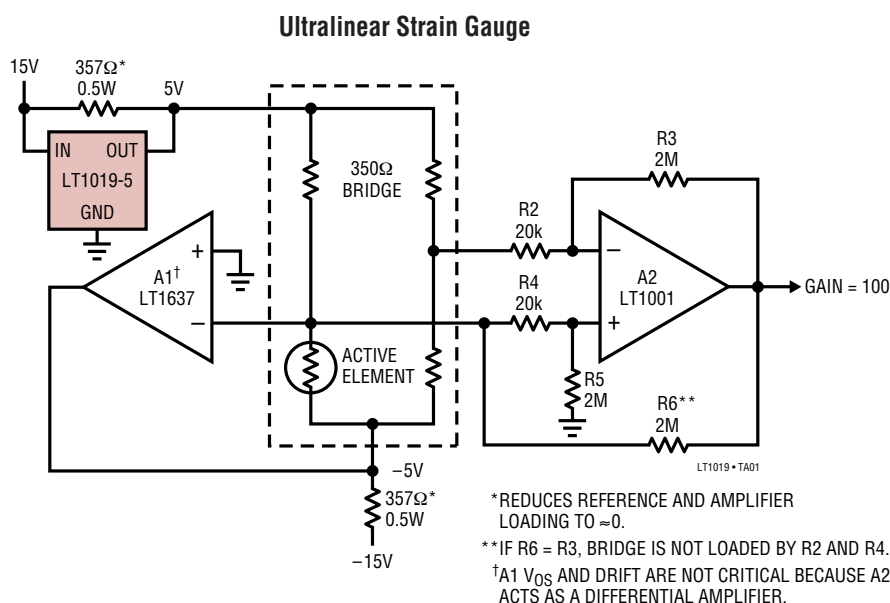 Ultralinear Strain Gauge
15V
357Ω*
0.5W
5V
IN OUT
LT1019-5
GND
350Ω
BRIDGE
R3
2M
R2
20k
A1†
LT1637
+
–
R4
20k
–
+
A2
LT1001
GAIN = 100
ACTIVE
ELEMENT
R5
2M
R6**
2M
LT1019 • TA01
–5V
357Ω*
0.5W
–15V
*REDUCES REFERENCE AND AMPLIFIER
LOADING TO ≈0.
**IF R6 = R3, BRIDGE IS NOT LOADED BY R2 AND R4.
†A1 VOS AND DRIFT ARE NOT CRITICAL BECAUSE A2
ACTS AS A DIFFERENTIAL AMPLIFIER.